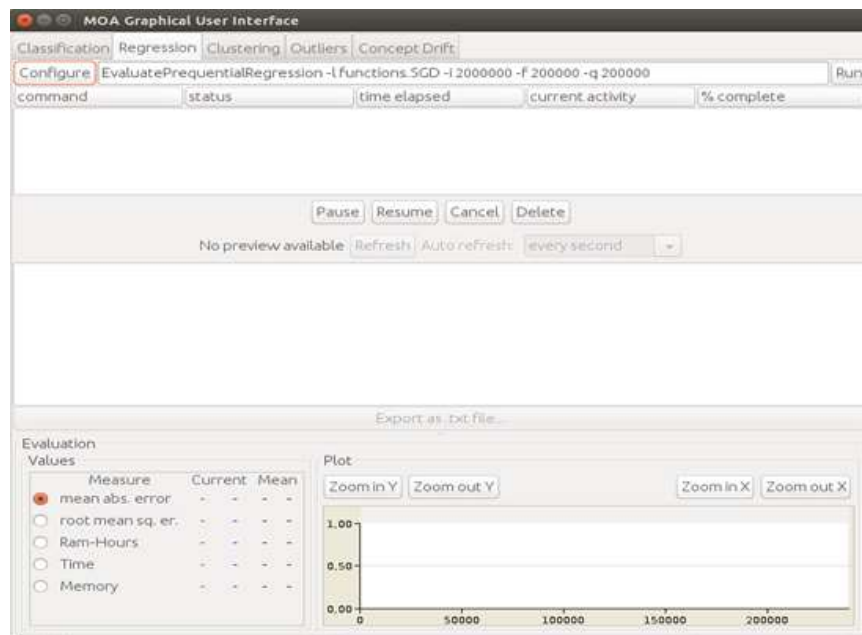 MOA Graphical User Interface
Classification Regression Clustering Outliers Concept Drift
Configure EvaluatePrequentialRegression -l functions.SGD -i 2000000 -f 200000 -q 200000 Run
command status time elapsed current activity % complete
Pause Resume Cancel Delete
No preview available Refresh Auto refresh: every second
Export as .txt file...
Evaluation
Values Plot
Measure Current Mean
Zoom in Y Zoom out Y Zoom in X Zoom out X
mean abs. error - - - -
root mean sq. er. - - - -
Ram-Hours - - - -
Time - - - -
Memory - - - -
1,00
0,50
0,00
0 50000 100000 150000 200000